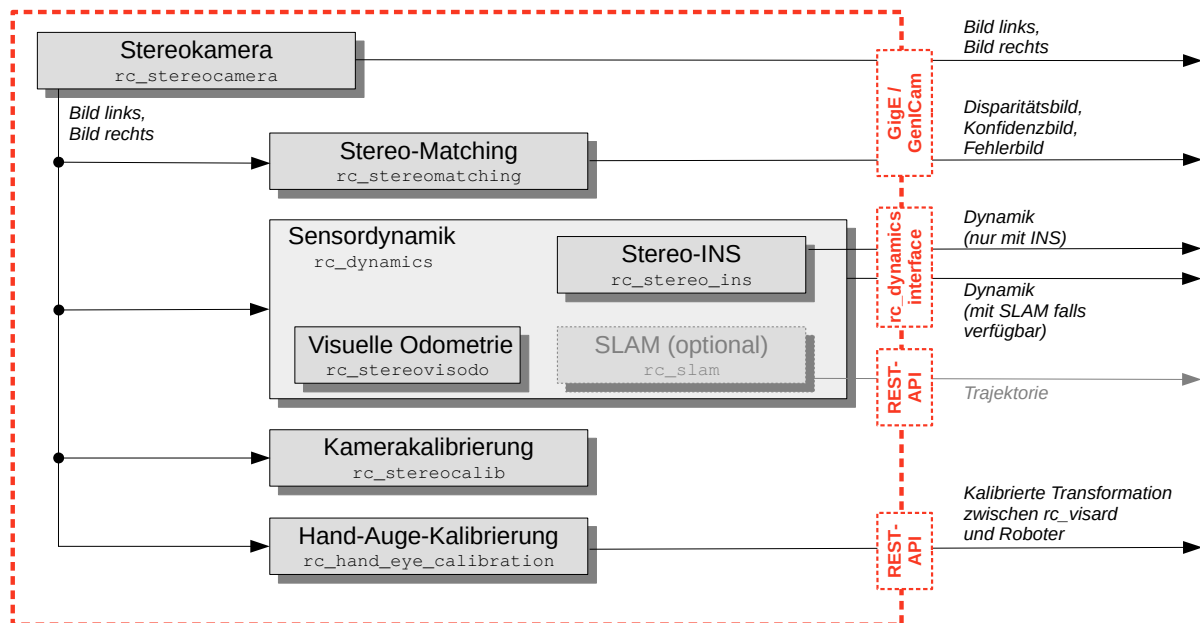 Stereokamera
rc_stereocamera
Bild links,
Bild rechts
Bild links,
Bild rechts
GigE /
GenICam
Stereo-Matching
rc_stereomatching
Disparitätsbild,
Konfidenzbild,
Fehlerbild
Sensordynamik
rc_dynamics
Stereo-INS
rc_stereo_ins
Visuelle Odometrie
rc_stereovisodo
SLAM (optional)
rc_slam
rc_dynamics
interface
Dynamik
(nur mit INS)
Dynamik
(mit SLAM falls
verfügbar)
REST-
API
Trajektorie
Kamerakalibrierung
rc_stereocalib
Hand-Auge-Kalibrierung
rc_hand_eye_calibration
REST-
API
Kalibrierte Transformation
zwischen rc_visard
und Roboter